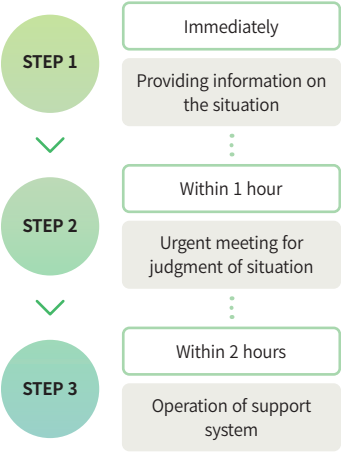 STEP 1
Immediately
Providing information on
the situation
STEP 2
Within 1 hour
Urgent meeting for
judgment of situation
STEP 3
Within 2 hours
Operation of support
system